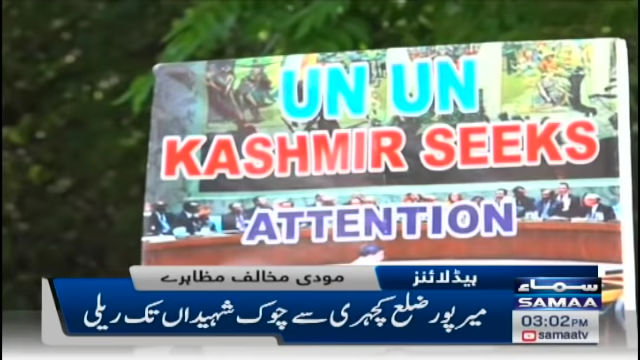 UN UN
KASHMIR SEEKS
ATTENTION
ہیڈلائنز
مودی مخالف مظاہرے
میرپور ضلع کچہری سے چوک شہیداں تک ریلی
سماء
SAMAA
03:02PM
samaatv